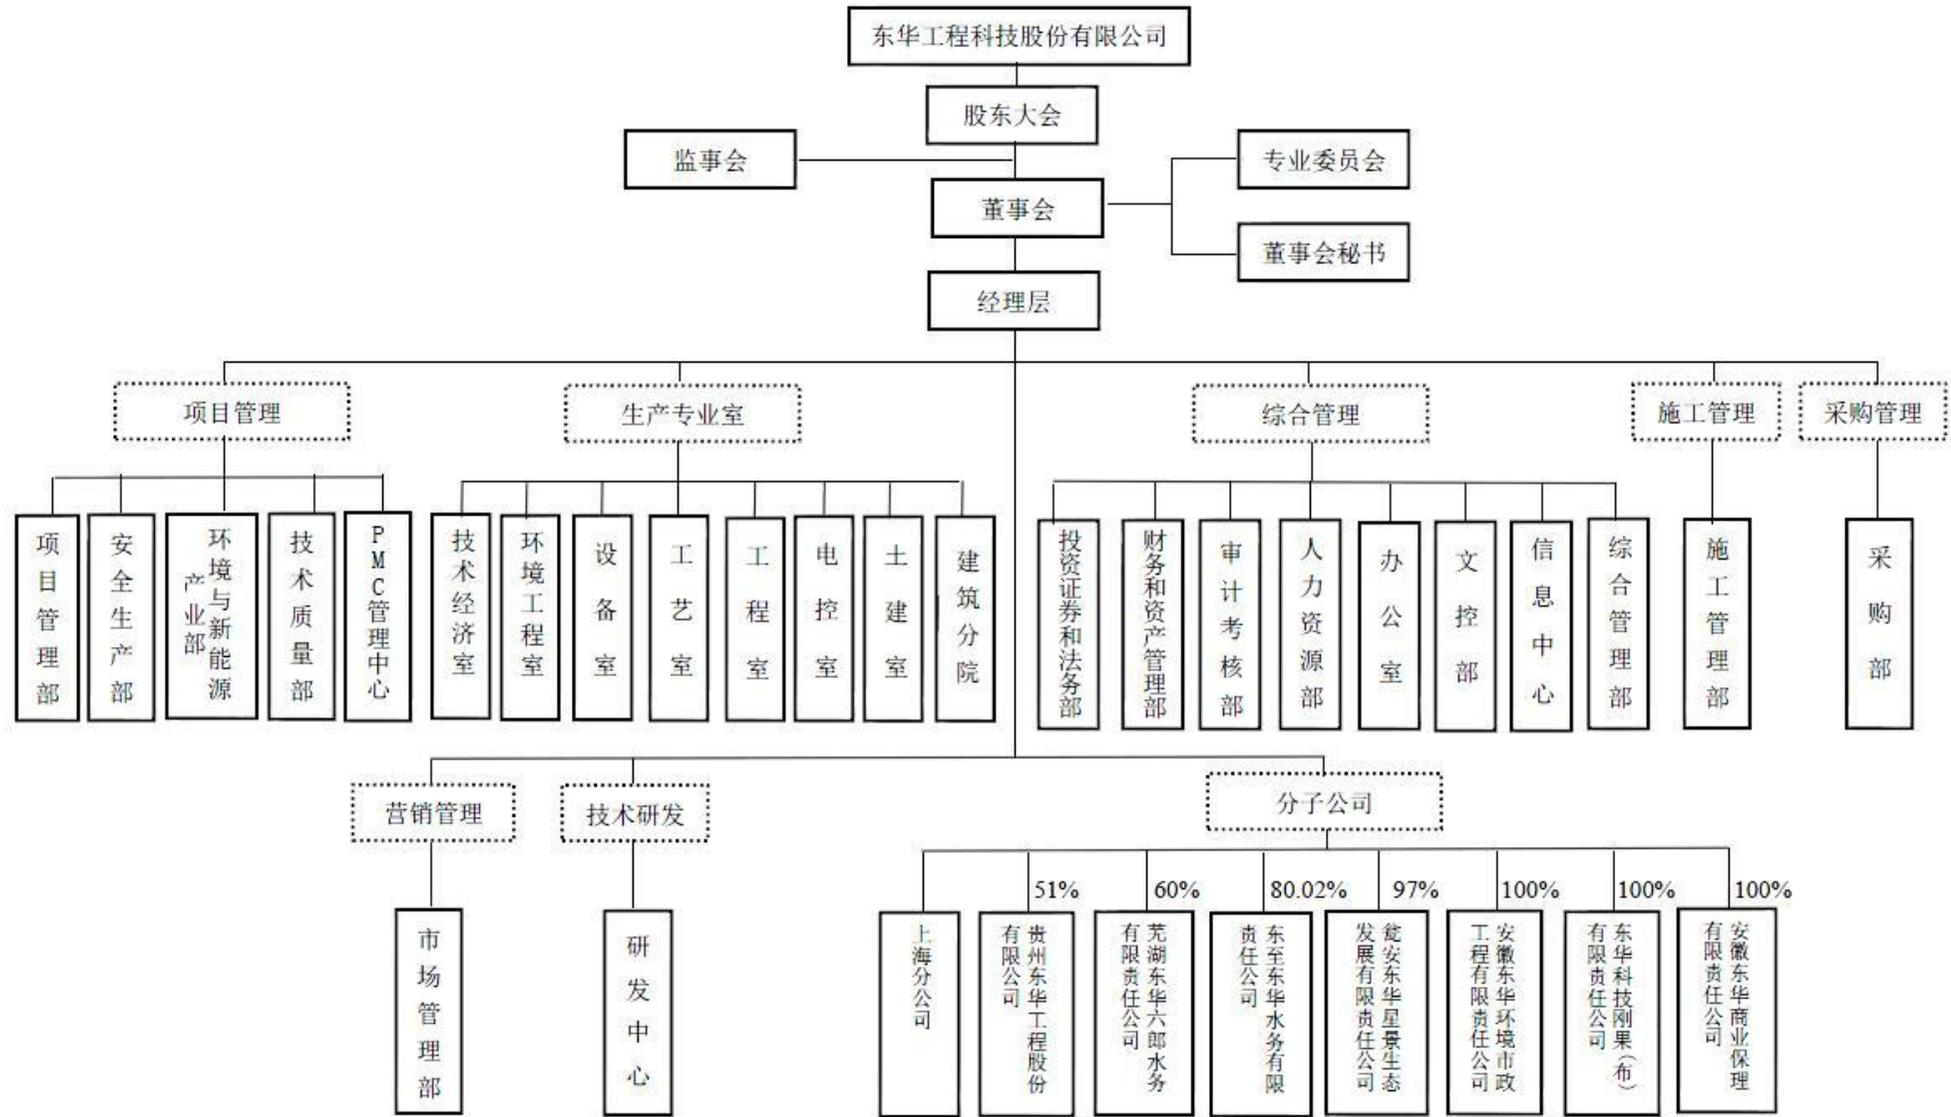 东华工程科技股份有限公司
股东大会
监事会
专业委员会
董事会
董事会秘书
经理层
项目管理
生产专业室
综合管理
施工管理
采购管理
项目管理部
安全生产部
环境与新能源
产业部
技术质量部
PMC管理中心
技术经济室
环境工程室
设备室
工艺室
工程室
电控室
土建室
建筑分院
投资证券和法务部
财务和资产管理部
审计考核部
人力资源部
办公室
文控部
信息中心
综合管理部
施工管理部
采购部
营销管理
技术研发
分子公司
市场管理部
研发中心
51%
60%
80.02%
97%
100%
100%
100%
上海分公司
贵州东华工程股份
有限公司
芜湖东华六郎水务
有限责任公司
东至东华水务有限
责任公司
瓮安东华星景生态
发展有限责任公司
安徽东华环境市政
工程有限责任公司
东华科技刚果(布)
有限责任公司
安徽东华商业保理
有限责任公司